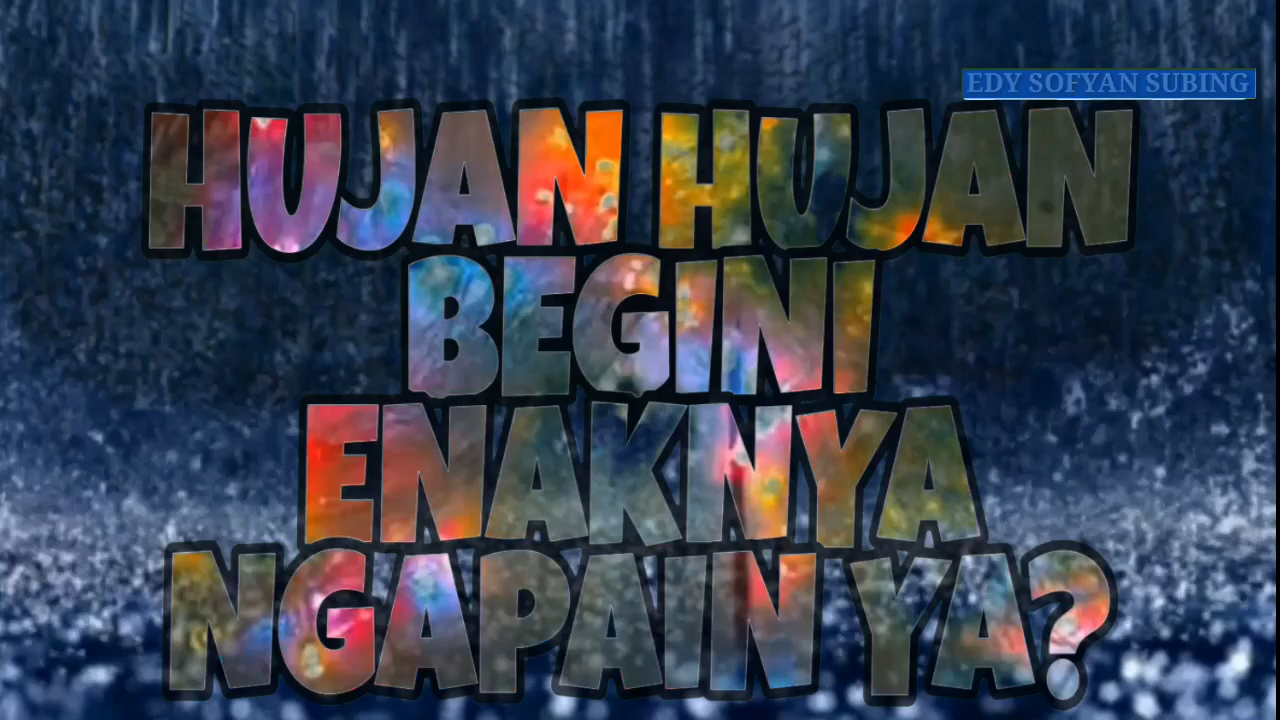 EDY SOFYAN SUBING
HUJAN HUJAN
BEGINI
ENAKNYA
NGAPAIN YA?